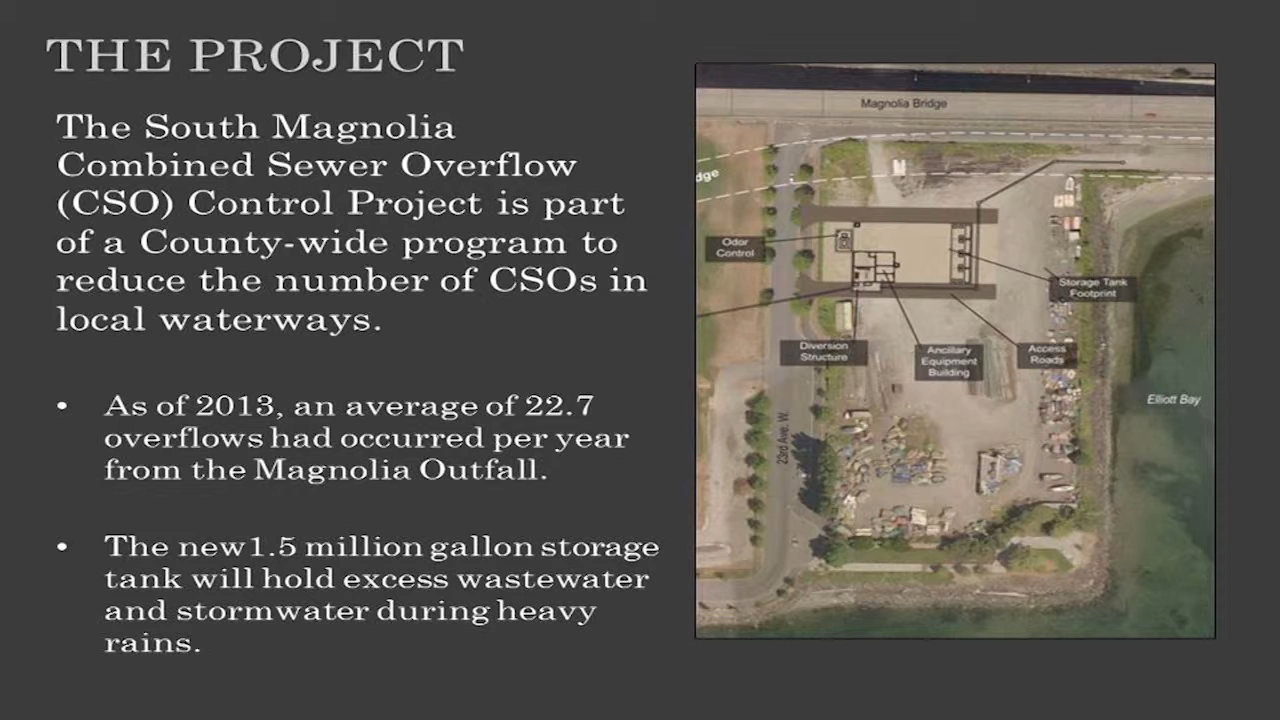 THE PROJECT
The South Magnolia
Combined Sewer Overflow
(CSO) Control Project is part
of a County-wide program to
reduce the number of CSOs in
local waterways.
• As of 2013, an average of 22.7
overflows had occurred per year
from the Magnolia Outfall.
• The new1.5 million gallon storage
tank will hold excess wastewater
and stormwater during heavy
rains.
Magnolia Bridge
dge
Odor
Control
Storage Tank
Footprint
Diversion
Structure
Ancillary
Equipment
Building
Access
Roads
Elliott Bay
23rd Ave. W.